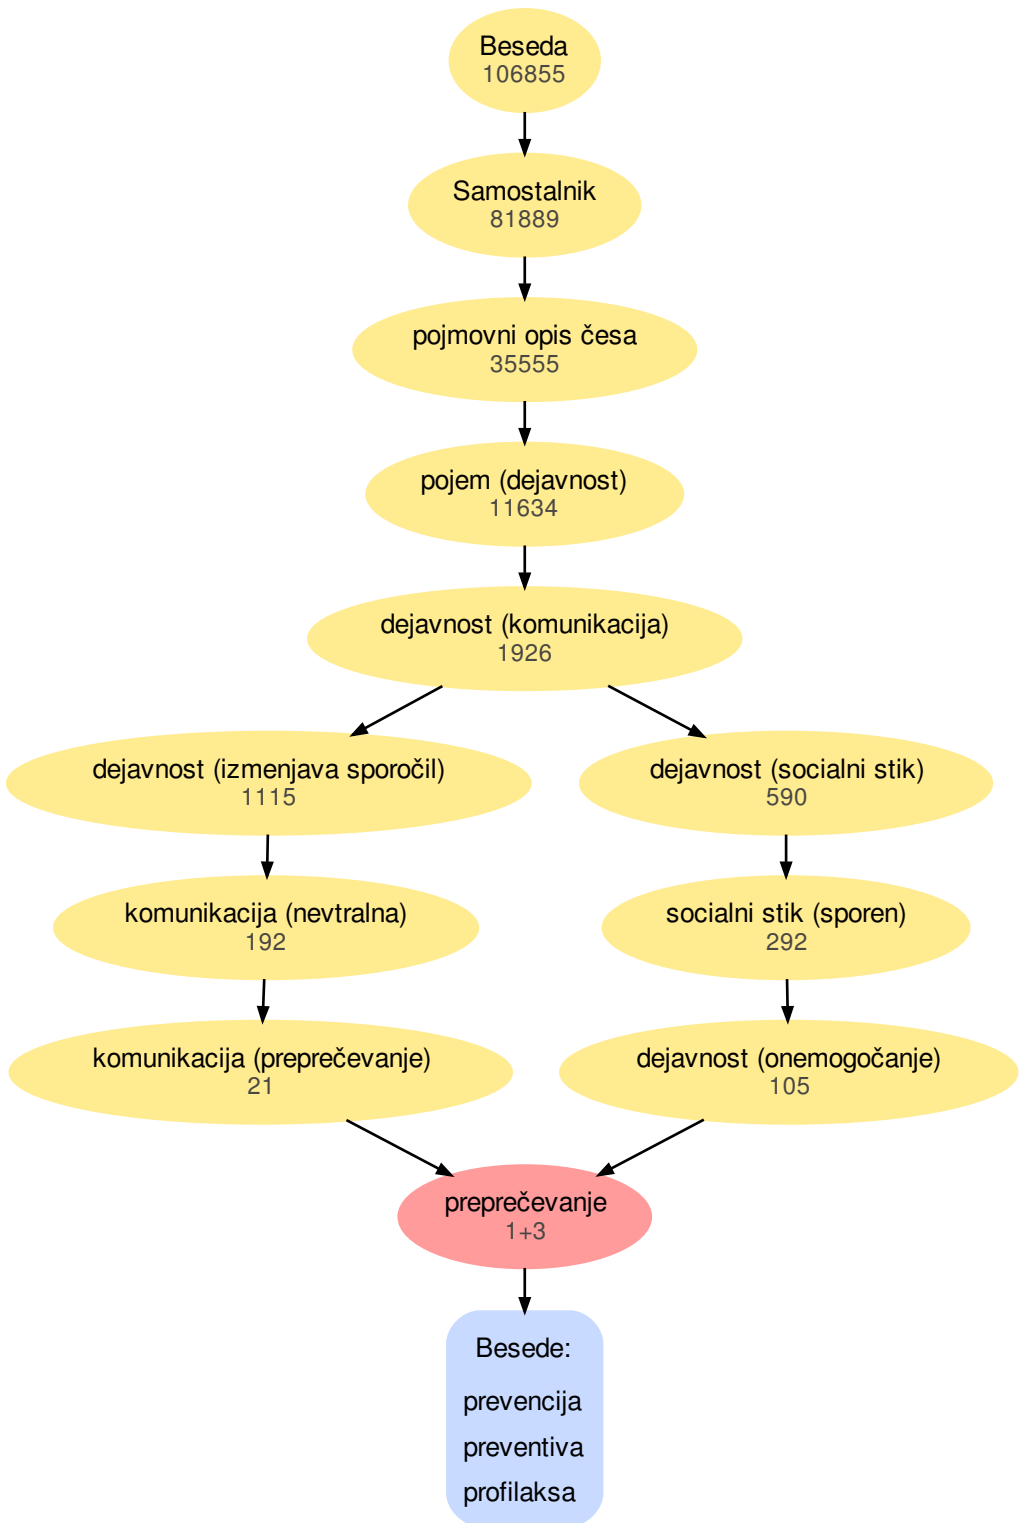 Beseda
106855
Samostalnik
81889
pojmovni opis česa
35555
pojem (dejavnost)
11634
dejavnost (komunikacija)
1926
dejavnost (izmenjava sporočil)
1115
dejavnost (socialni stik)
590
komunikacija (nevtralna)
192
socialni stik (sporen)
292
komunikacija (preprečevanje)
21
dejavnost (onemogočanje)
105
preprečevanje
1+3
Besede:
prevencija
preventiva
profilaksa